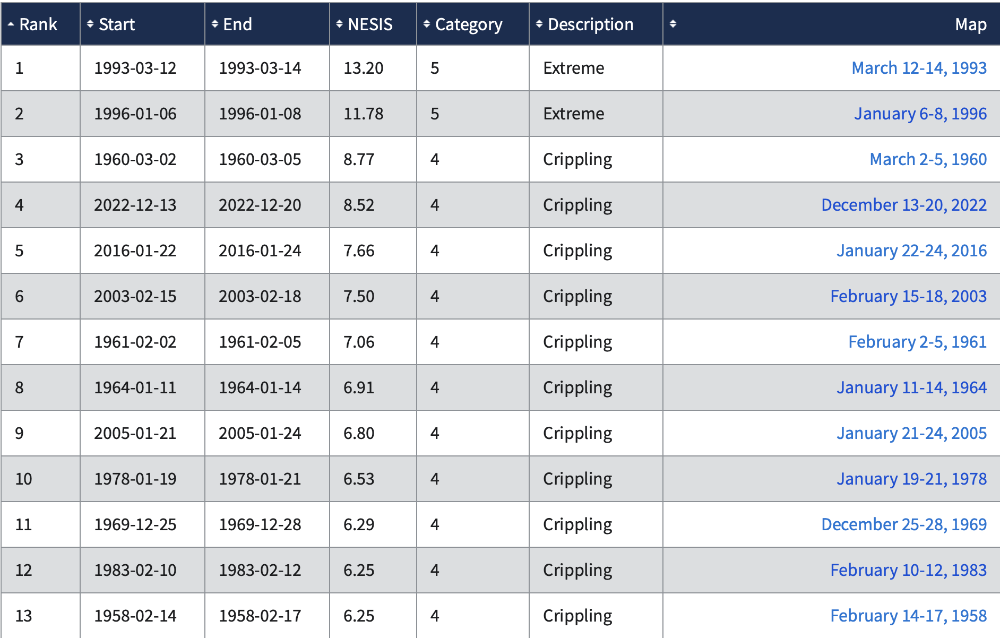 Rank Start End NESIS Category Description Map
1 1993-03-12 1993-03-14 13.20 5 Extreme March 12-14, 1993
2 1996-01-06 1996-01-08 11.78 5 Extreme January 6-8, 1996
3 1960-03-02 1960-03-05 8.77 4 Crippling March 2-5, 1960
4 2022-12-13 2022-12-20 8.52 4 Crippling December 13-20, 2022
5 2016-01-22 2016-01-24 7.66 4 Crippling January 22-24, 2016
6 2003-02-15 2003-02-18 7.50 4 Crippling February 15-18, 2003
7 1961-02-02 1961-02-05 7.06 4 Crippling February 2-5, 1961
8 1964-01-11 1964-01-14 6.91 4 Crippling January 11-14, 1964
9 2005-01-21 2005-01-24 6.80 4 Crippling January 21-24, 2005
10 1978-01-19 1978-01-21 6.53 4 Crippling January 19-21, 1978
11 1969-12-25 1969-12-28 6.29 4 Crippling December 25-28, 1969
12 1983-02-10 1983-02-12 6.25 4 Crippling February 10-12, 1983
13 1958-02-14 1958-02-17 6.25 4 Crippling February 14-17, 1958